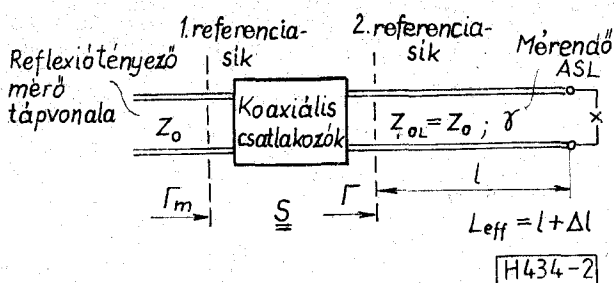 1. referencia-
sík
2. referencia-
sík
Reflexiótényező
mérő
tápvonala
Z₀
Koaxiális
csatlakozók
Mérendő
ASL
Z₀L = Z₀ ; γ
x
l
Γm
S
Γ
Leff = l + Δl
H434-2